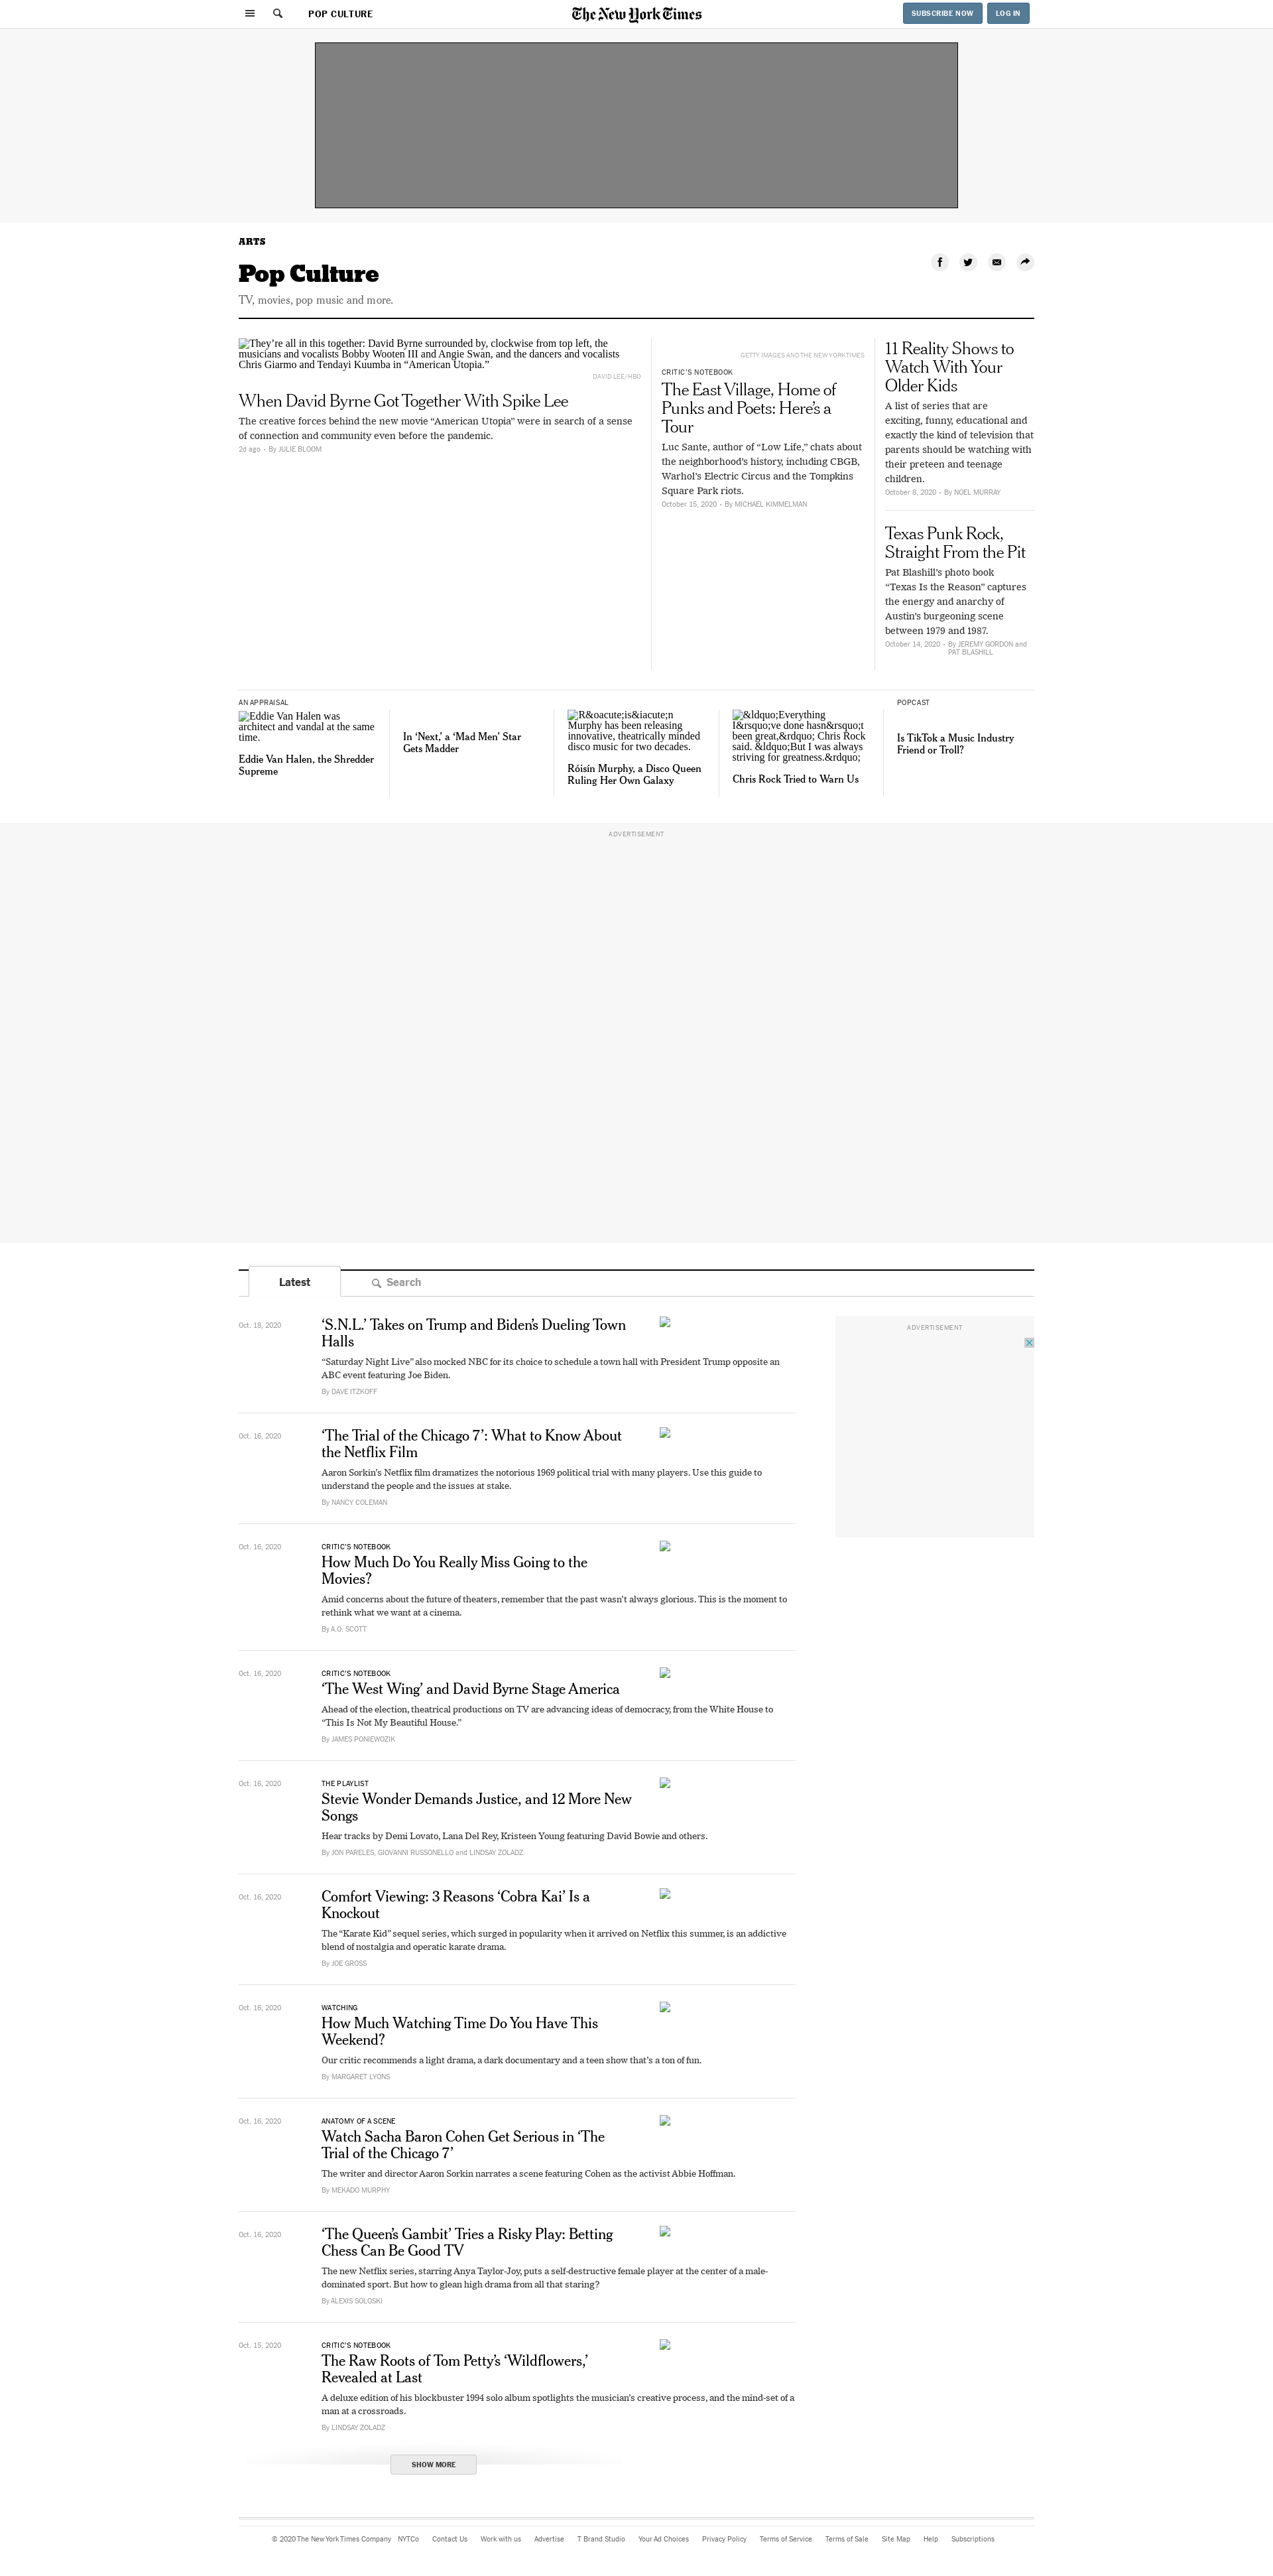 POP CULTURE
The New York Times
SUBSCRIBE NOW
LOG IN
ARTS
Pop Culture
TV, movies, pop music and more.
They’re all in this together: David Byrne surrounded by, clockwise from top left, the
musicians and vocalists Bobby Wooten III and Angie Swan, and the dancers and vocalists
Chris Giarmo and Tendayi Kuumba in “American Utopia.”
DAVID LEE/HBO
When David Byrne Got Together With Spike Lee
The creative forces behind the new movie “American Utopia” were in search of a sense
of connection and community even before the pandemic.
2d ago - By JULIE BLOOM
GETTY IMAGES AND THE NEW YORK TIMES
CRITIC’S NOTEBOOK
The East Village, Home of
Punks and Poets: Here’s a
Tour
Luc Sante, author of “Low Life,” chats about
the neighborhood’s history, including CBGB,
Warhol’s Electric Circus and the Tompkins
Square Park riots.
October 15, 2020 - By MICHAEL KIMMELMAN
11 Reality Shows to
Watch With Your
Older Kids
A list of series that are
exciting, funny, educational and
exactly the kind of television that
parents should be watching with
their preteen and teenage
children.
October 8, 2020 - By NOEL MURRAY
Texas Punk Rock,
Straight From the Pit
Pat Blashill’s photo book
“Texas Is the Reason” captures
the energy and anarchy of
Austin’s burgeoning scene
between 1979 and 1987.
October 14, 2020 - By JEREMY GORDON and
PAT BLASHILL
AN APPRAISAL
Eddie Van Halen was
architect and vandal at the same
time.
Eddie Van Halen, the Shredder
Supreme
In ‘Next,’ a ‘Mad Men’ Star
Gets Madder
R&oacute;is&iacute;n
Murphy has been releasing
innovative, theatrically minded
disco music for two decades.
Róisín Murphy, a Disco Queen
Ruling Her Own Galaxy
&ldquo;Everything
I&rsquo;ve done hasn&rsquo;t
been great,&rdquo; Chris Rock
said. &ldquo;But I was always
striving for greatness.&rdquo;
Chris Rock Tried to Warn Us
POPCAST
Is TikTok a Music Industry
Friend or Troll?
ADVERTISEMENT
Latest
Search
Oct. 18, 2020
‘S.N.L.’ Takes on Trump and Biden’s Dueling Town
Halls
“Saturday Night Live” also mocked NBC for its choice to schedule a town hall with President Trump opposite an
ABC event featuring Joe Biden.
By DAVE ITZKOFF
ADVERTISEMENT
Oct. 16, 2020
‘The Trial of the Chicago 7’: What to Know About
the Netflix Film
Aaron Sorkin’s Netflix film dramatizes the notorious 1969 political trial with many players. Use this guide to
understand the people and the issues at stake.
By NANCY COLEMAN
Oct. 16, 2020
CRITIC’S NOTEBOOK
How Much Do You Really Miss Going to the
Movies?
Amid concerns about the future of theaters, remember that the past wasn’t always glorious. This is the moment to
rethink what we want at a cinema.
By A.O. SCOTT
Oct. 16, 2020
CRITIC’S NOTEBOOK
‘The West Wing’ and David Byrne Stage America
Ahead of the election, theatrical productions on TV are advancing ideas of democracy, from the White House to
“This Is Not My Beautiful House.”
By JAMES PONIEWOZIK
Oct. 16, 2020
THE PLAYLIST
Stevie Wonder Demands Justice, and 12 More New
Songs
Hear tracks by Demi Lovato, Lana Del Rey, Kristeen Young featuring David Bowie and others.
By JON PARELES, GIOVANNI RUSSONELLO and LINDSAY ZOLADZ
Oct. 16, 2020
Comfort Viewing: 3 Reasons ‘Cobra Kai’ Is a
Knockout
The “Karate Kid” sequel series, which surged in popularity when it arrived on Netflix this summer, is an addictive
blend of nostalgia and operatic karate drama.
By JOE GROSS
Oct. 16, 2020
WATCHING
How Much Watching Time Do You Have This
Weekend?
Our critic recommends a light drama, a dark documentary and a teen show that’s a ton of fun.
By MARGARET LYONS
Oct. 16, 2020
ANATOMY OF A SCENE
Watch Sacha Baron Cohen Get Serious in ‘The
Trial of the Chicago 7’
The writer and director Aaron Sorkin narrates a scene featuring Cohen as the activist Abbie Hoffman.
By MEKADO MURPHY
Oct. 16, 2020
‘The Queen’s Gambit’ Tries a Risky Play: Betting
Chess Can Be Good TV
The new Netflix series, starring Anya Taylor-Joy, puts a self-destructive female player at the center of a male-
dominated sport. But how to glean high drama from all that staring?
By ALEXIS SOLOSKI
Oct. 15, 2020
CRITIC’S NOTEBOOK
The Raw Roots of Tom Petty’s ‘Wildflowers,’
Revealed at Last
A deluxe edition of his blockbuster 1994 solo album spotlights the musician’s creative process, and the mind-set of a
man at a crossroads.
By LINDSAY ZOLADZ
SHOW MORE
© 2020 The New York Times Company NYTCo Contact Us Work with us Advertise T Brand Studio Your Ad Choices Privacy Policy Terms of Service Terms of Sale Site Map Help Subscriptions